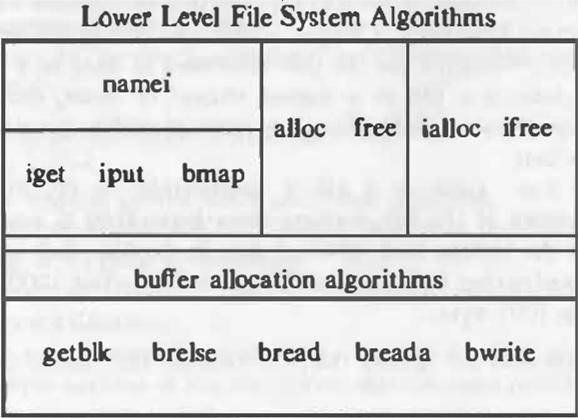 Lower Level File System Algorithms
namei
alloc free
ialloc ifree
iget iput bmap
buffer allocation algorithms
getblk brelse bread breada bwrite